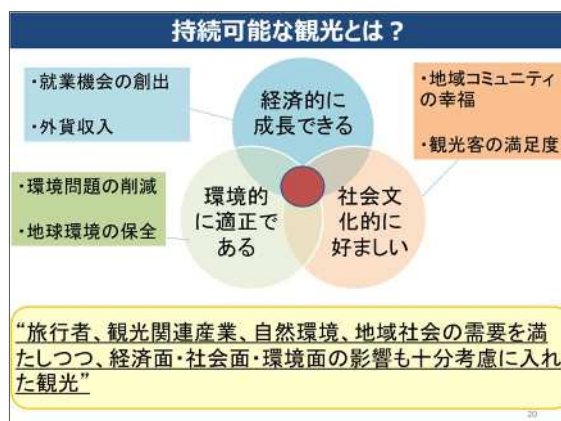 持続可能な観光とは？
・就業機会の創出
・外貨収入
経済的に
成長できる
・地域コミュニティ
の幸福
・観光客の満足度
・環境問題の削減
・地球環境の保全
環境的
に適正で
ある
社会文
化的に
好ましい
“旅行者、観光関連産業、自然環境、地域社会の需要を満
たしつつ、経済面・社会面・環境面の影響も十分考慮に入れ
た観光”
20